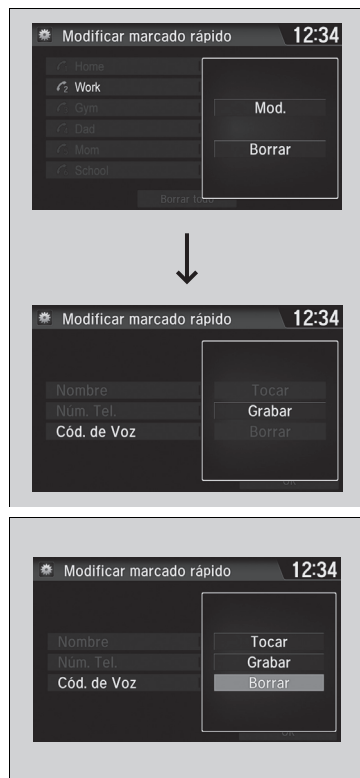 Modificar marcado rápido 12:34
Home
2 Work
Gym
Dad
Mom
School
Mod.
Borrar
Borrar todo
Modificar marcado rápido 12:34
Nombre
Núm. Tel.
Cód. de Voz
Tocar
Grabar
Borrar
OK
Modificar marcado rápido 12:34
Nombre
Núm. Tel.
Cód. de Voz
Tocar
Grabar
Borrar
OK